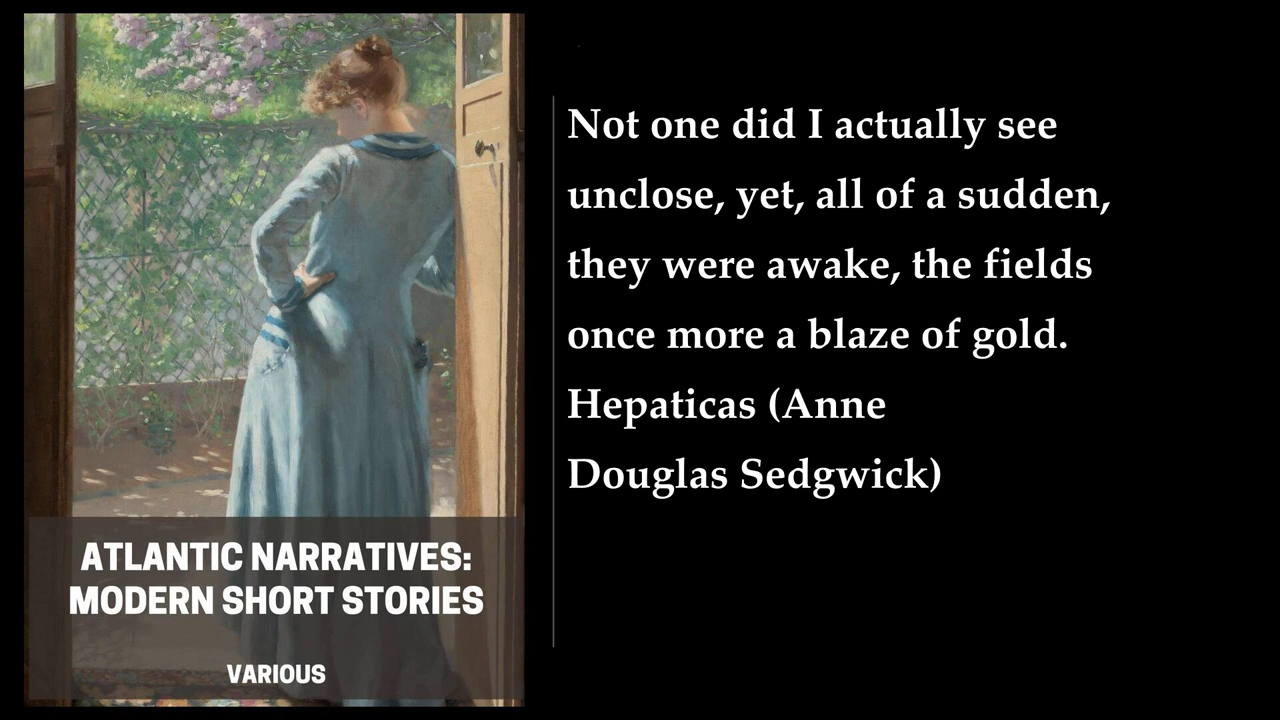 Not one did I actually see
unclose, yet, all of a sudden,
they were awake, the fields
once more a blaze of gold.
Hepaticas (Anne
Douglas Sedgwick)
ATLANTIC NARRATIVES:
MODERN SHORT STORIES
VARIOUS